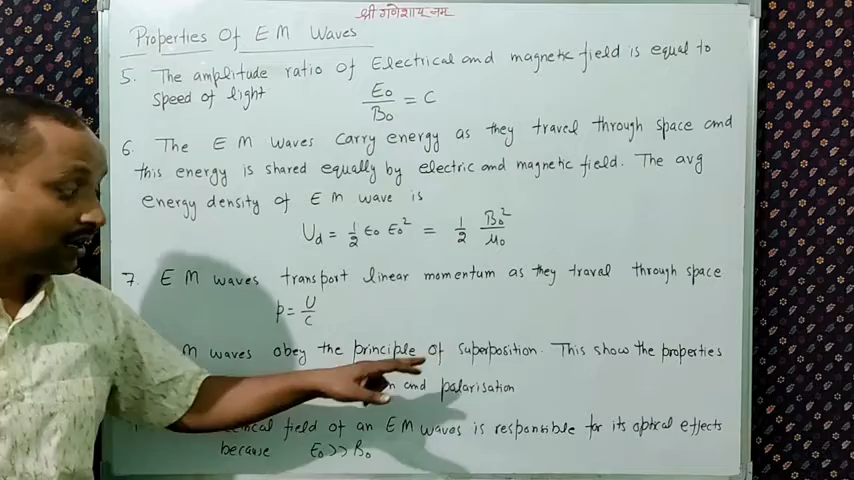 श्री गणेशाय नमः
Properties Of E M Waves
5. The amplitude ratio of Electrical and magnetic field is equal to
Speed of light E₀/B₀ = C
6. The E M Waves carry energy as they travel through space and
this energy is shared equally by electric and magnetic field. The avg
energy density of E M wave is
U_d = 1/2 ε₀ E₀² = 1/2 B₀²/μ₀
7. E M waves transport linear momentum as they traval through space
p = U/C
M waves obey the principle of superposition. This show the properties
and polarisation
field of an E M waves is responsible for its optical effects
because E₀ >> B₀